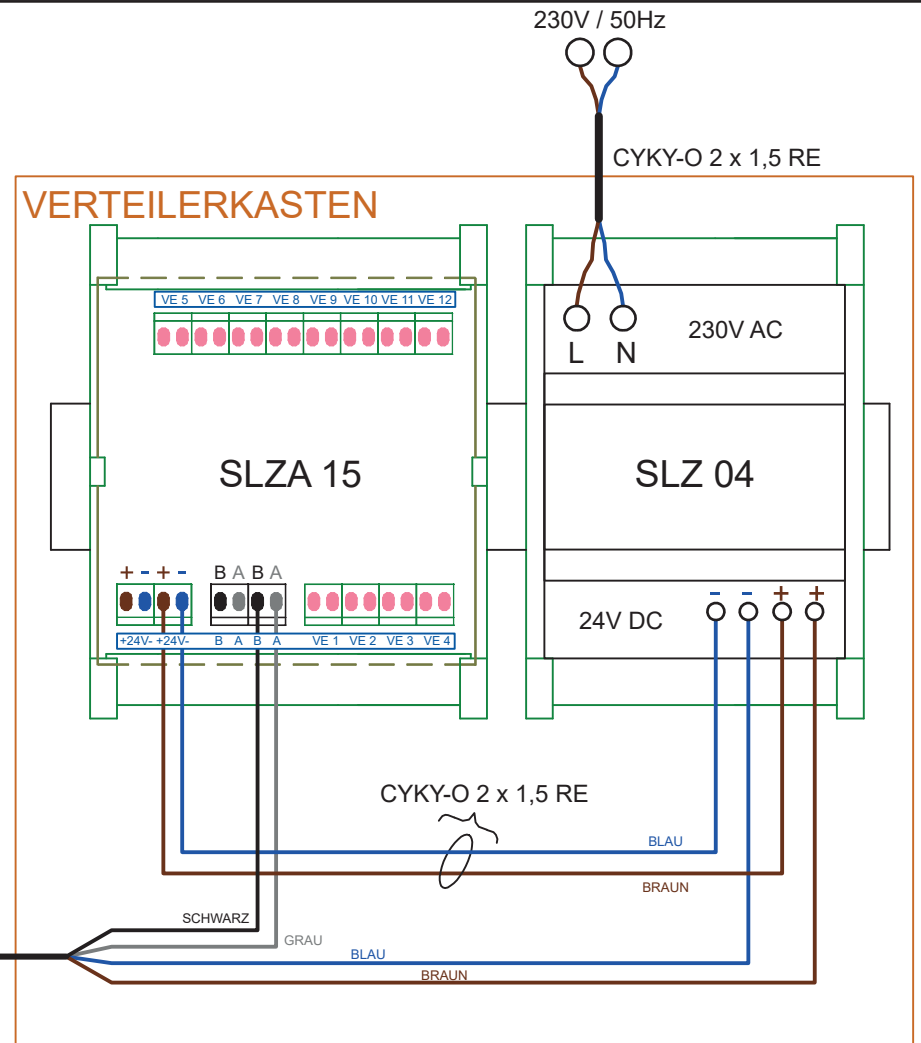 230V / 50Hz
CYKY-O 2 x 1,5 RE
VERTEILERKASTEN
VE 5 VE 6 VE 7 VE 8 VE 9 VE 10 VE 11 VE 12
230V AC
L N
SLZA 15
SLZ 04
+ - + -
B A B A
- - + +
24V DC
+24V- +24V-
B A B A
VE 1 VE 2 VE 3 VE 4
CYKY-O 2 x 1,5 RE
BLAU
BRAUN
SCHWARZ
GRAU
BLAU
BRAUN